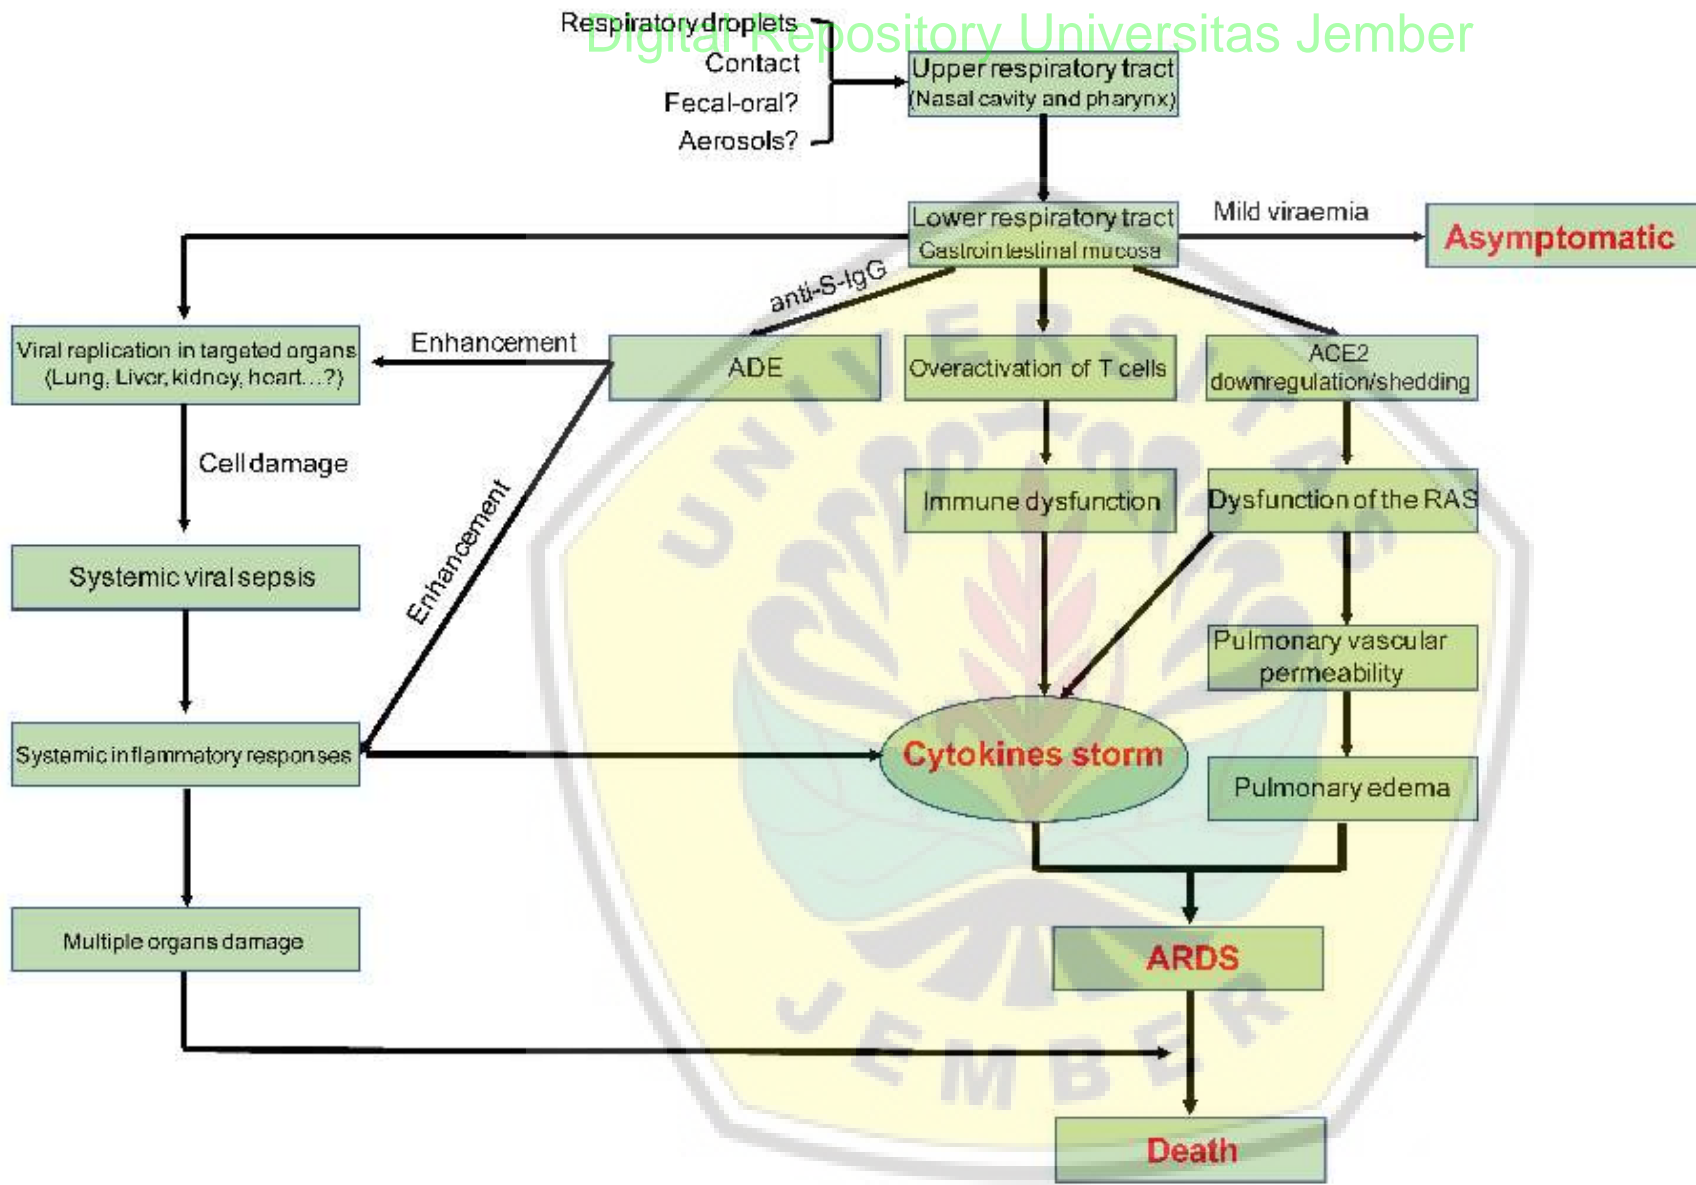 Digital Repository Universitas Jember
Respiratory droplets
Contact
Fecal-oral?
Aerosols?
Upper respiratory tract
(Nasal cavity and pharynx)
Lower respiratory tract
Gastrointestinal mucosa
Mild viraemia
Asymptomatic
anti-S-IgG
Viral replication in targeted organs
(Lung, Liver, kidney, heart...?)
Enhancement
ADE
Overactivation of T cells
ACE2
downregulation/shedding
Cell damage
Enhancement
Immune dysfunction
Dysfunction of the RAS
Systemic viral sepsis
Pulmonary vascular
permeability
Systemic inflammatory responses
Cytokines storm
Pulmonary edema
Multiple organs damage
ARDS
Death
UNIVERSITAS
JEMBER